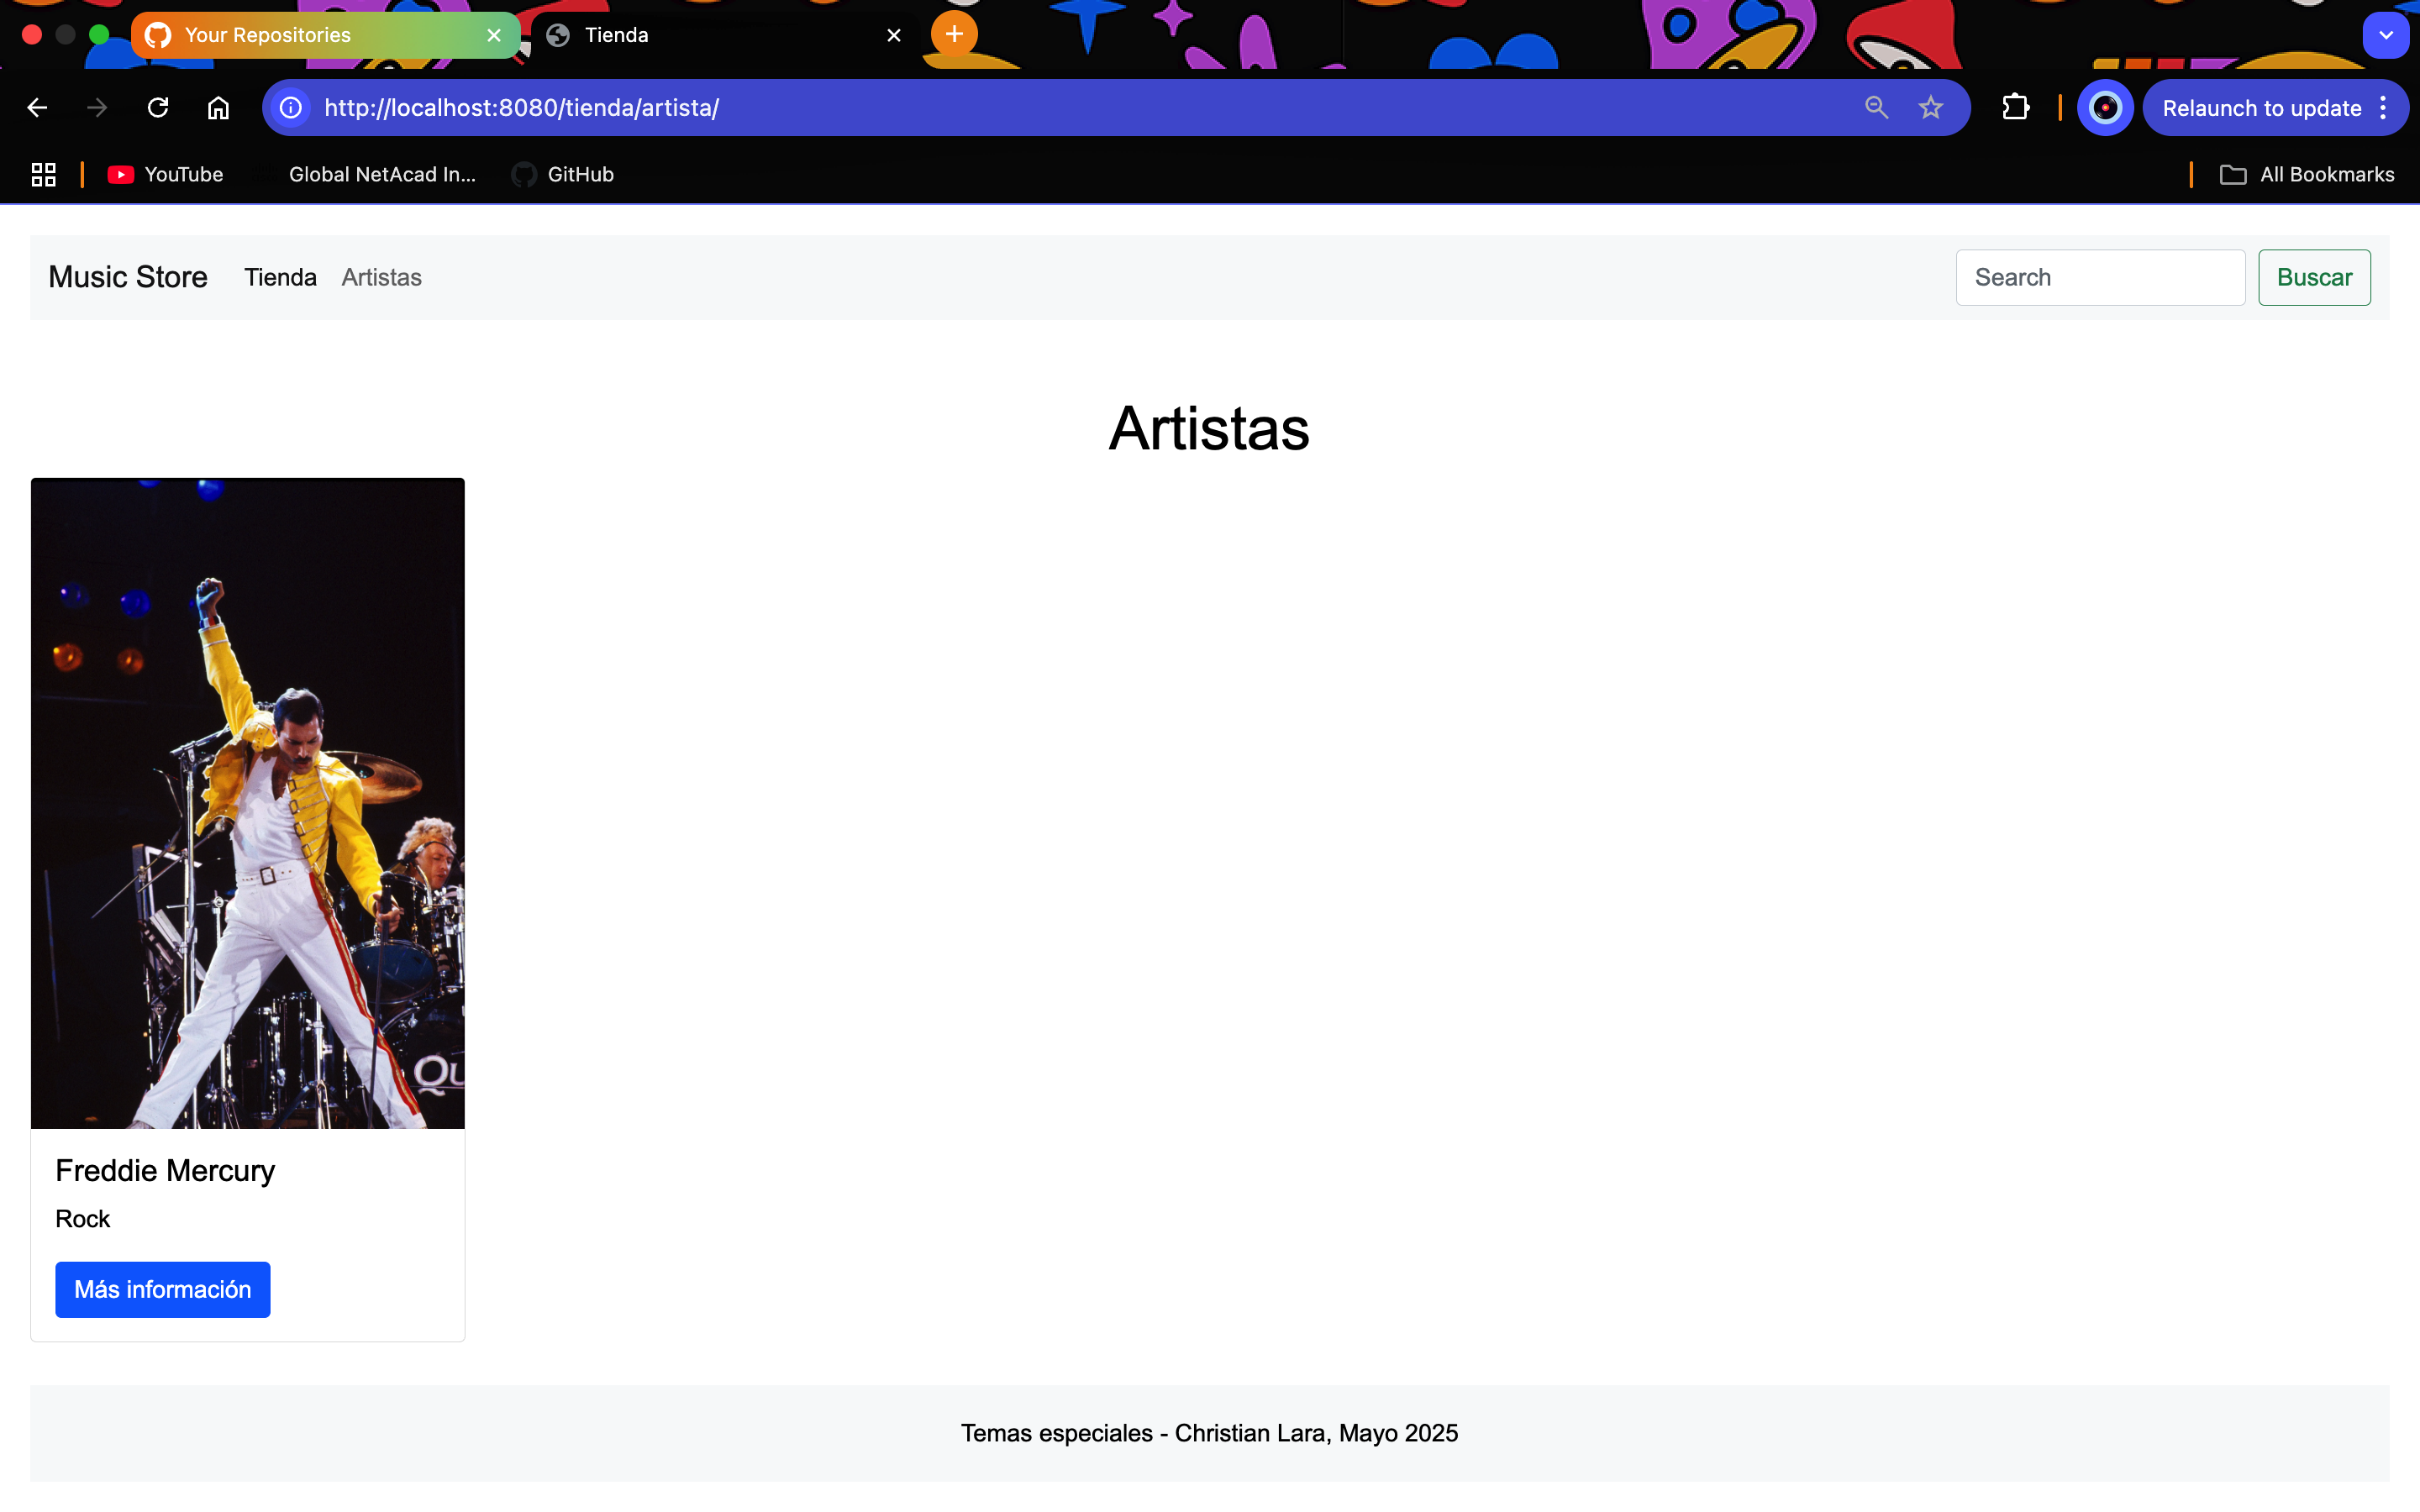 Your Repositories
Tienda
http://localhost:8080/tienda/artista/
Relaunch to update
YouTube
Global NetAcad In...
GitHub
All Bookmarks
Music Store
Tienda
Artistas
Search
Buscar
Artistas
Qu
Freddie Mercury
Rock
Más información
Temas especiales - Christian Lara, Mayo 2025